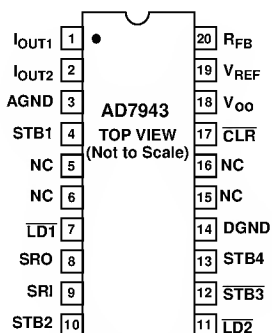 IOUT1 1
IOUT2 2
AGND 3
STB1 4
NC 5
NC 6
LD1 7
SRO 8
SRI 9
STB2 10
AD7943
TOP VIEW
(Not to Scale)
20 RFB
19 VREF
18 VOO
17 CLR
16 NC
15 NC
14 DGND
13 STB4
12 STB3
11 LD2